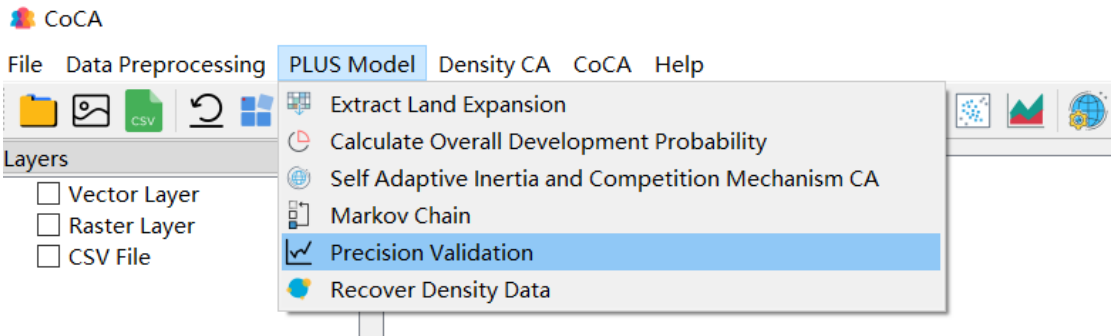 CoCA
File Data Preprocessing PLUS Model Density CA CoCA Help
CSV
Extract Land Expansion
Calculate Overall Development Probability
Layers
Self Adaptive Inertia and Competition Mechanism CA
Vector Layer
Markov Chain
Raster Layer
Precision Validation
CSV File
Recover Density Data